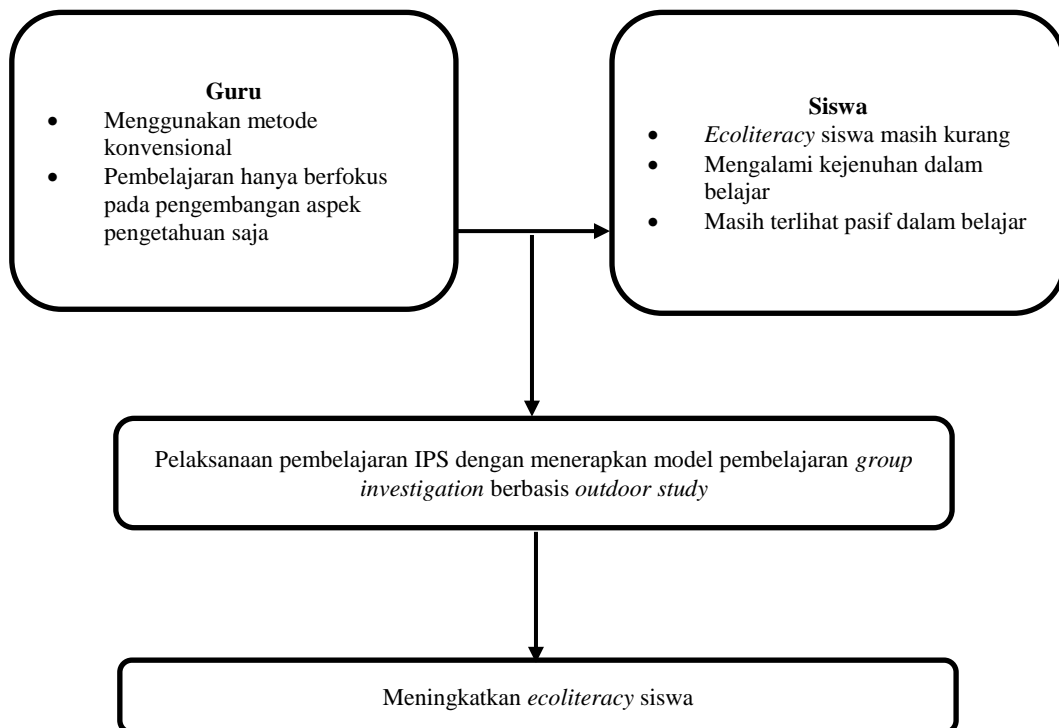 Guru
• Menggunakan metode
konvensional
• Pembelajaran hanya berfokus
pada pengembangan aspek
pengetahuan saja
Siswa
• Ecoliteracy siswa masih kurang
• Mengalami kejenuhan dalam
belajar
• Masih terlihat pasif dalam belajar
Pelaksanaan pembelajaran IPS dengan menerapkan model pembelajaran group
investigation berbasis outdoor study
Meningkatkan ecoliteracy siswa